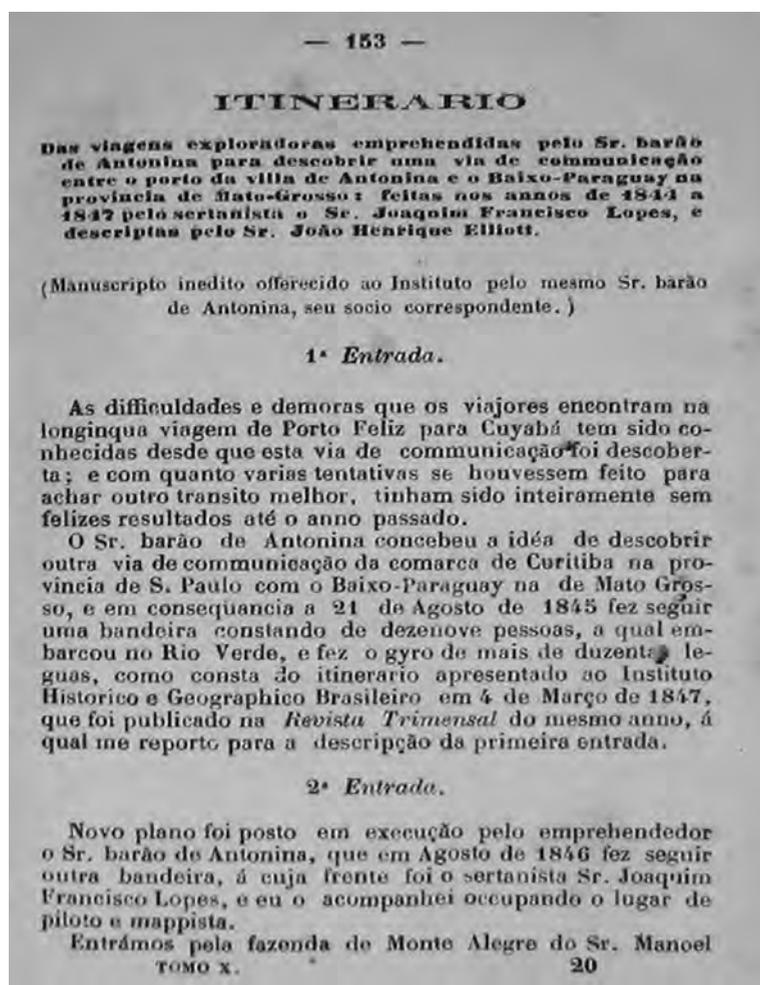 — 153 —
ITINERARIO
Das viagens exploradoras emprehendidas pelo Sr. barão
de Antonina para descobrir uma via de communicação
entre o porto da villa de Antonina e o Baixo-Paraguay na
provincia de Mato-Grosso: feitas nos annos de 1844 a
1847 pelo sertanista o Sr. Joaquim Francisco Lopes, e
descriptas pelo Sr. João Henrique Elliott.
(Manuscripto inedito offerecido ao Instituto pelo mesmo Sr. barão
de Antonina, seu socio correspondente.)
1ª Entrada.
As difficuldades e demoras que os viajores encontram na
longinqua viagem de Porto Feliz para Cuyabá tem sido co-
nhecidas desde que esta via de communicação foi descober-
ta; e com quanto varias tentativas se houvessem feito para
achar outro transito melhor, tinham sido inteiramente sem
felizes resultados até o anno passado.
O Sr. barão de Antonina concebeu a idéa de descobrir
outra via de communicação da comarca de Curitiba na pro-
vincia de S. Paulo com o Baixo-Paraguay na de Mato Gros-
so, e em consequancia a 21 de Agosto de 1845 fez seguir
uma bandeira constando de dezenove pessoas, a qual em-
barcou no Rio Verde, e fez o gyro de mais de duzentas le-
guas, como consta do itinerario apresentado ao Instituto
Historico e Geographico Brasileiro em 4 de Março de 1847,
que foi publicado na Revista Trimensal do mesmo anno, á
qual me reporto para a descripção da primeira entrada.
2ª Entrada.
Novo plano foi posto em execução pelo emprehendedor
o Sr. barão de Antonina, que em Agosto de 1846 fez seguir
outra bandeira, á cuja frente foi o sertanista Sr. Joaquim
Francisco Lopes, e eu o acompanhei occupando o lugar de
piloto e mappista.
Entrámos pela fazenda de Monte Alegre do Sr. Manoel
TOMO X. 20